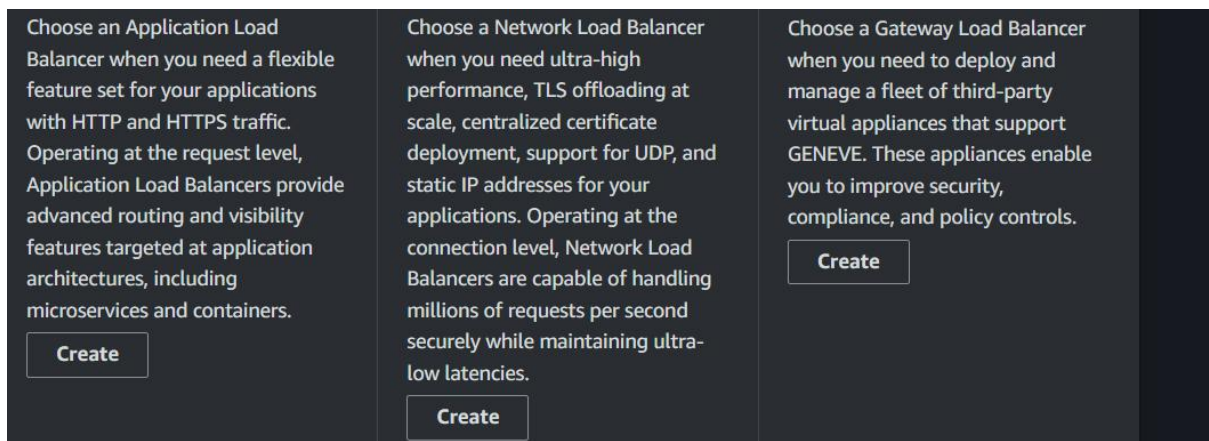 Choose an Application Load
Balancer when you need a flexible
feature set for your applications
with HTTP and HTTPS traffic.
Operating at the request level,
Application Load Balancers provide
advanced routing and visibility
features targeted at application
architectures, including
microservices and containers.
Create
Choose a Network Load Balancer
when you need ultra-high
performance, TLS offloading at
scale, centralized certificate
deployment, support for UDP, and
static IP addresses for your
applications. Operating at the
connection level, Network Load
Balancers are capable of handling
millions of requests per second
securely while maintaining ultra-
low latencies.
Create
Choose a Gateway Load Balancer
when you need to deploy and
manage a fleet of third-party
virtual appliances that support
GENEVE. These appliances enable
you to improve security,
compliance, and policy controls.
Create